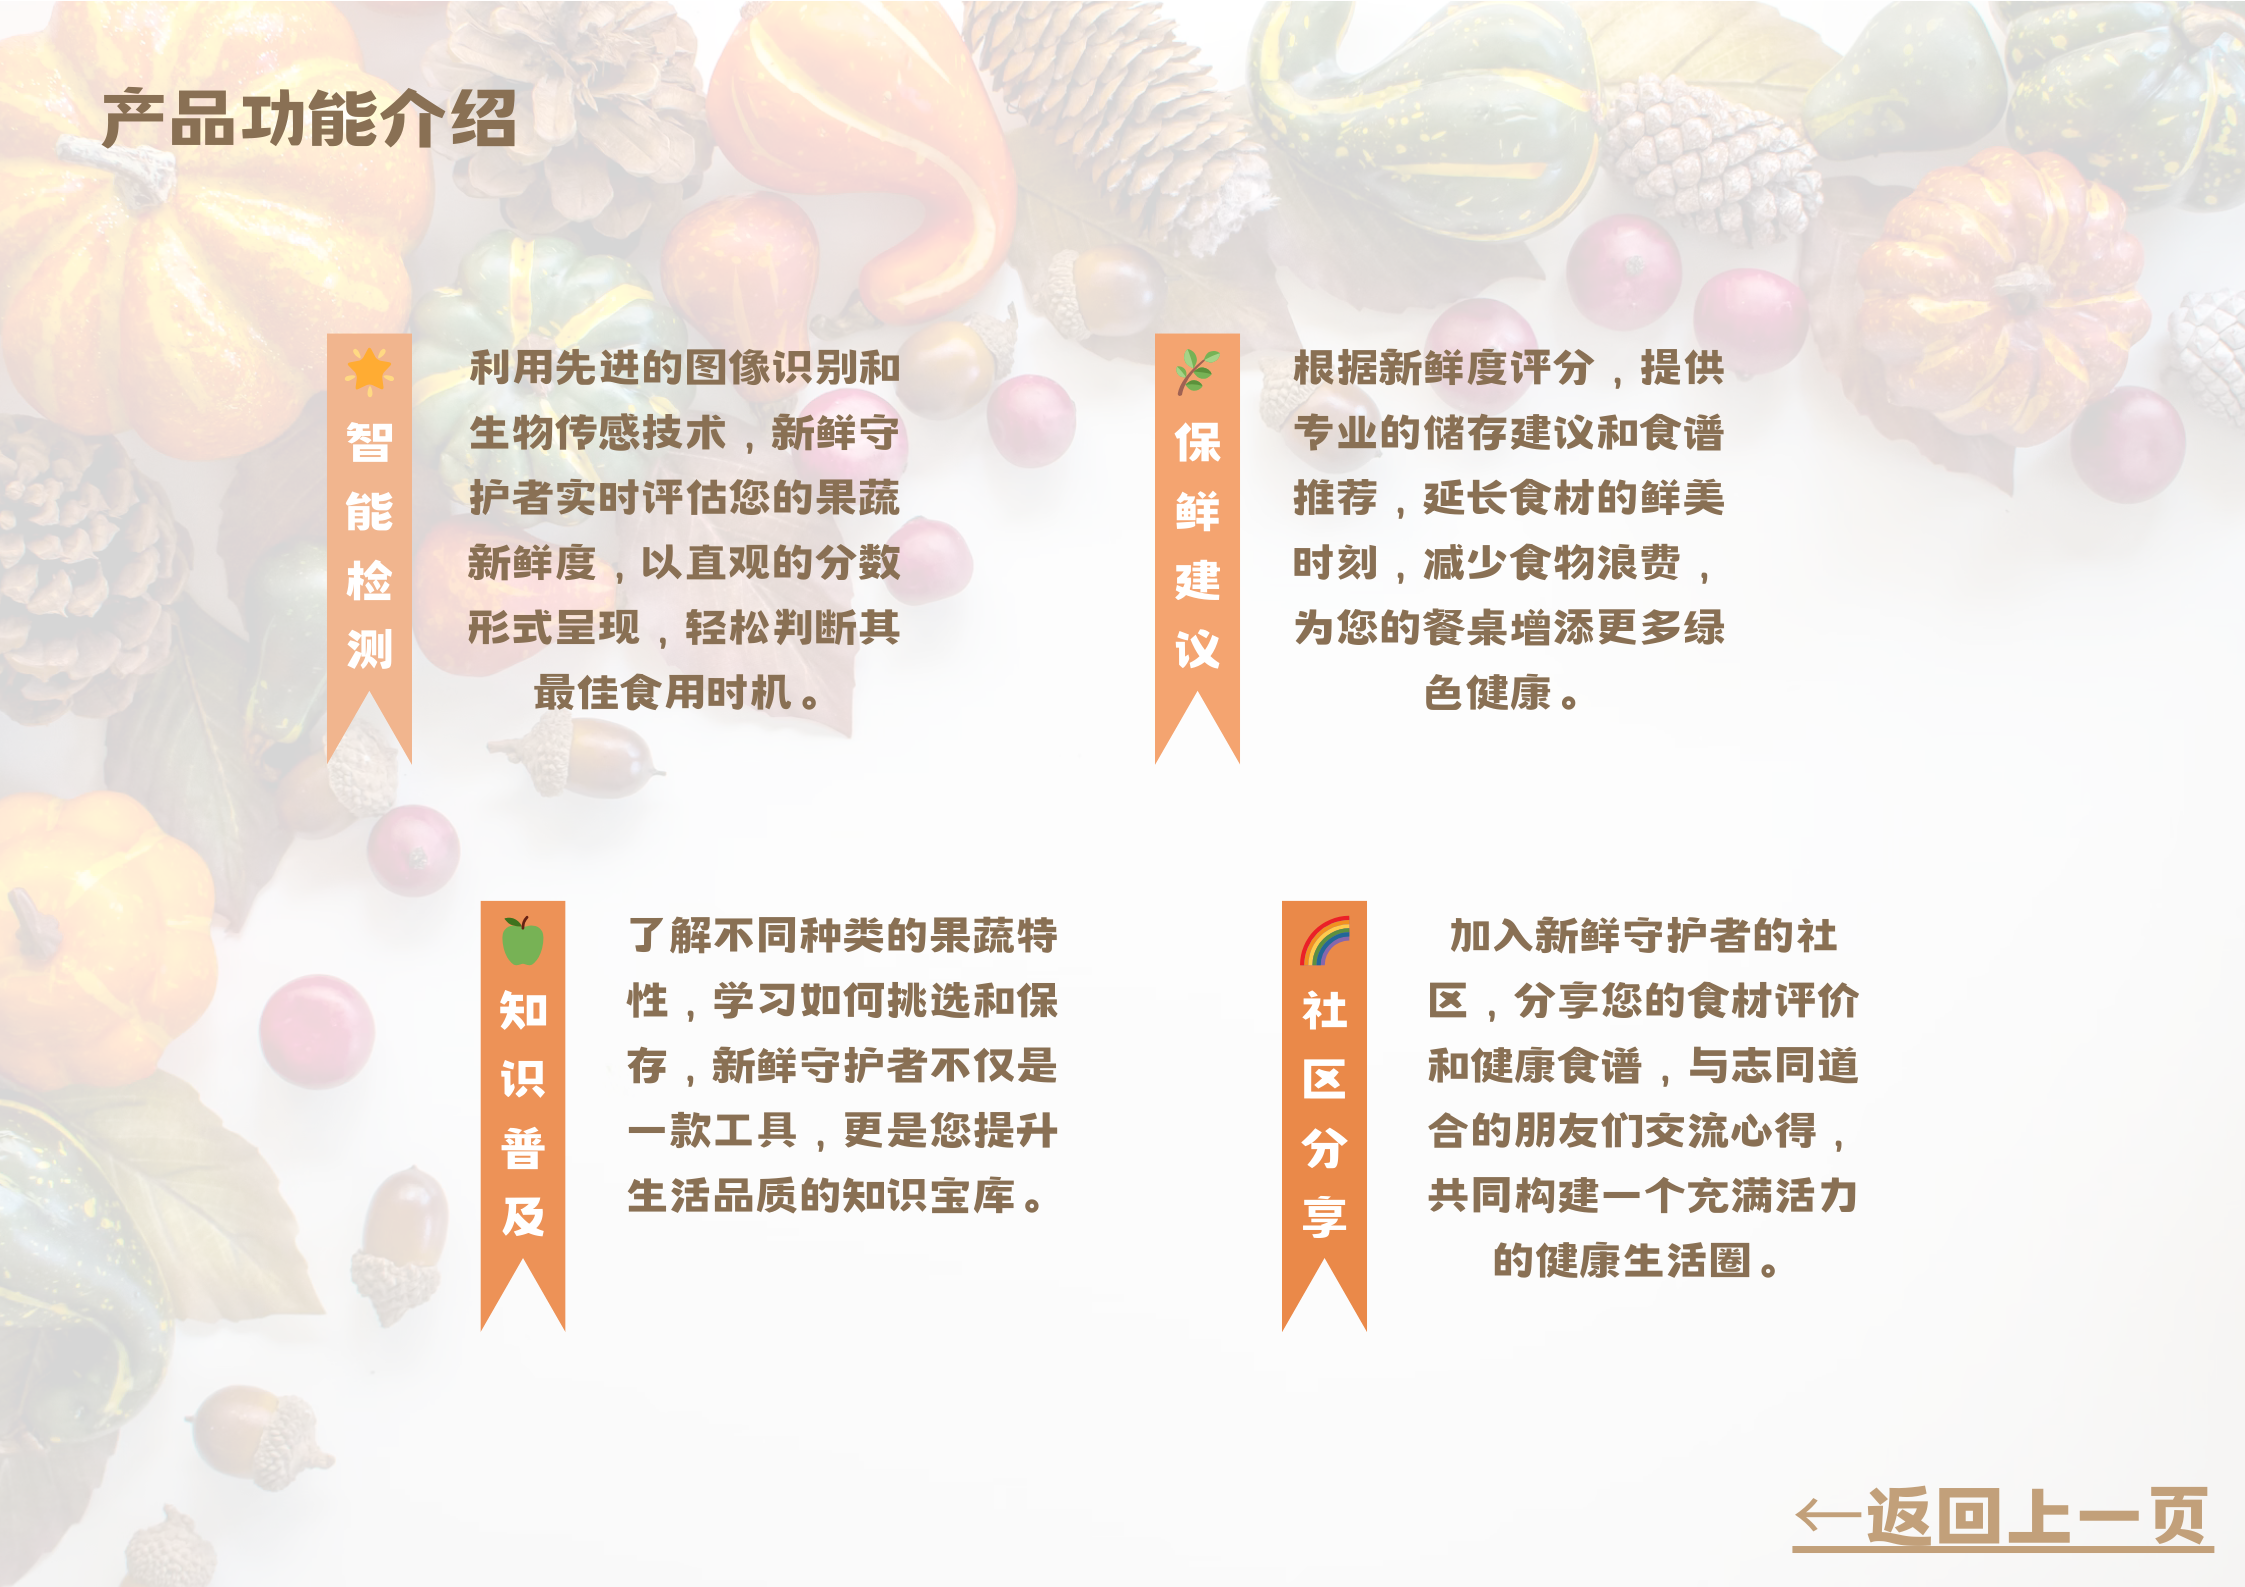 产品功能介绍
智能检测
利用先进的图像识别和
生物传感技术，新鲜守
护者实时评估您的果蔬
新鲜度，以直观的分数
形式呈现，轻松判断其
最佳食用时机。
保鲜建议
根据新鲜度评分，提供
专业的储存建议和食谱
推荐，延长食材的鲜美
时刻，减少食物浪费，
为您的餐桌增添更多绿
色健康。
知识普及
了解不同种类的果蔬特
性，学习如何挑选和保
存，新鲜守护者不仅是
一款工具，更是您提升
生活品质的知识宝库。
社区分享
加入新鲜守护者的社
区，分享您的食材评价
和健康食谱，与志同道
合的朋友们交流心得，
共同构建一个充满活力
的健康生活圈。
←返回上一页